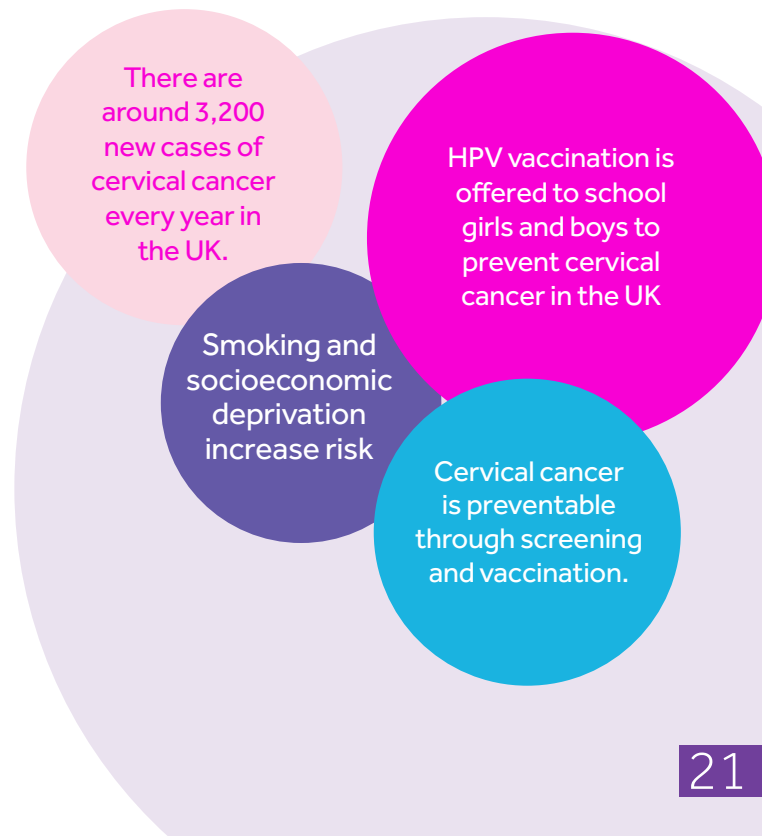 There are
around 3,200
new cases of
cervical cancer
every year in
the UK.
HPV vaccination is
offered to school
girls and boys to
prevent cervical
cancer in the UK
Smoking and
socioeconomic
deprivation
increase risk
Cervical cancer
is preventable
through screening
and vaccination.
21